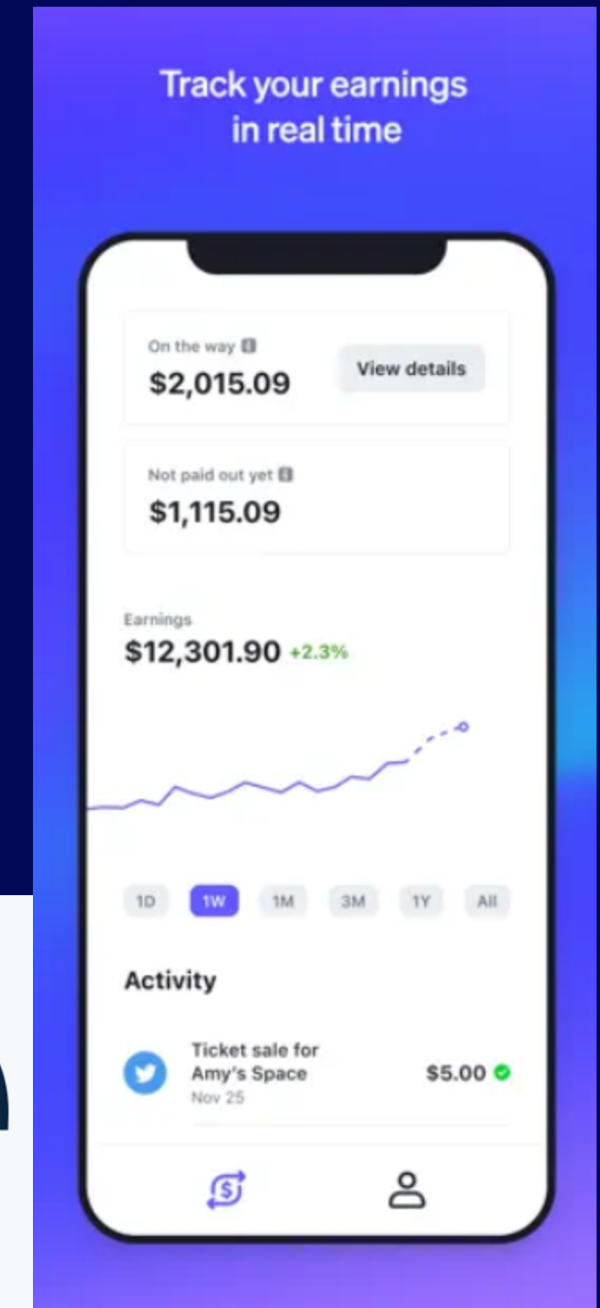 Track your earnings
in real time
On the way
$2,015.09
View details
Not paid out yet
$1,115.09
Earnings
$12,301.90 +2.3%
1D 1W 1M 3M 1Y All
Activity
Ticket sale for
Amy's Space
$5.00
Nov 25
$